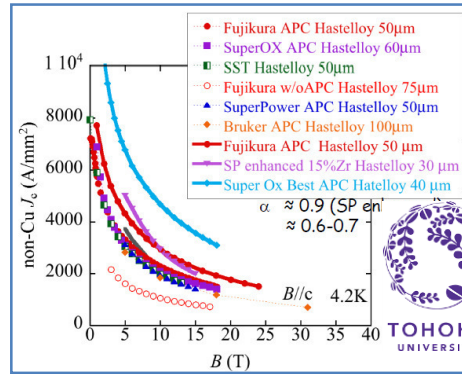 Fujikura APC Hastelloy 50μm
SuperOX APC Hastelloy 60μm
SST Hastelloy 50μm
Fujikura w/oAPC Hastelloy 75μm
SuperPower APC Hastelloy 50μm
Bruker APC Hastelloy 100μm
Fujikura APC  Hastelloy 50 μm
SP enhanced 15%Zr Hastelloy 30 μm
Super Ox Best APC Hatelloy 40 μm
1 10⁴
8000
6000
4000
2000
0
non-Cu Jc (A/mm²)
α ≈ 0.9 (SP en
≈ 0.6-0.7
B//c
4.2K
0 5 10 15 20 25 30 35 40
B (T)
TOHOK
UNIVERSI